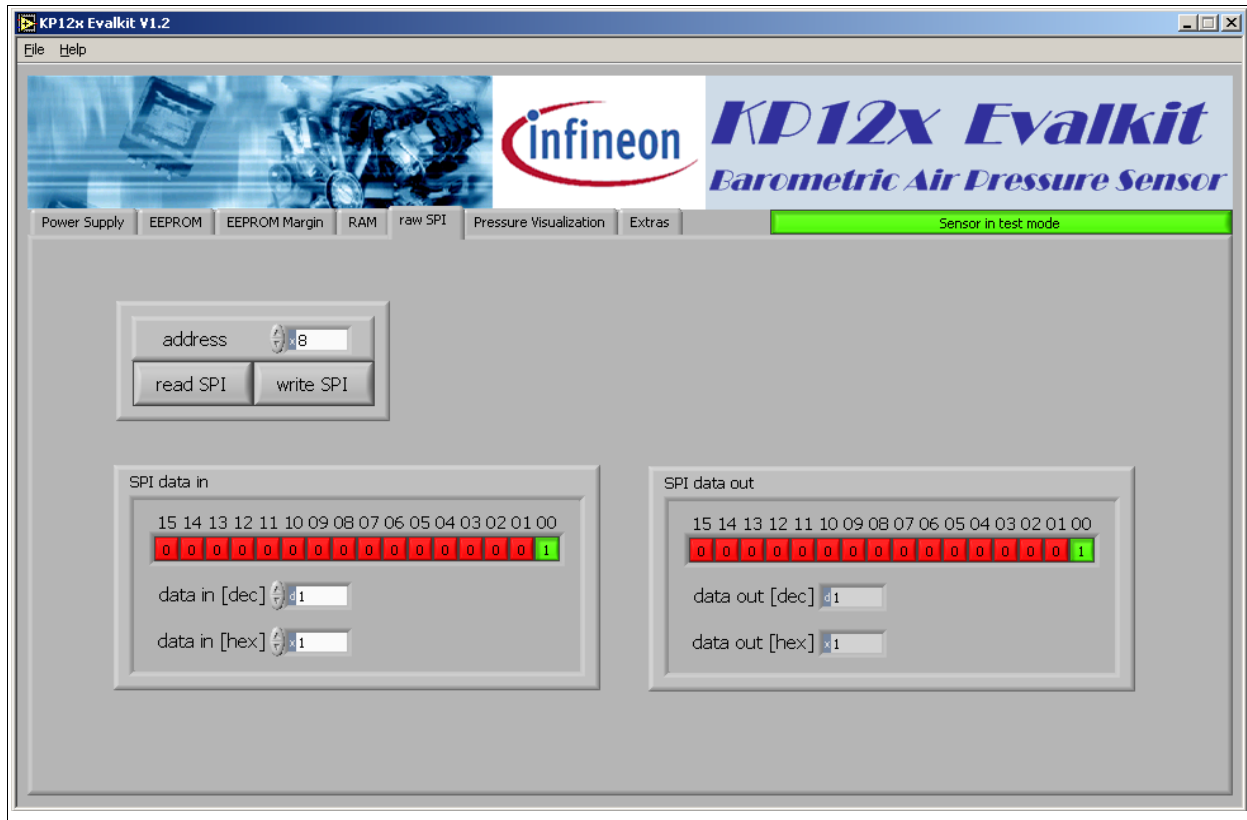 KP12x Evalkit V1.2
File Help
infineon
KP12x Evalkit
Barometric Air Pressure Sensor
Power Supply EEPROM EEPROM Margin RAM raw SPI Pressure Visualization Extras Sensor in test mode
address x 8
read SPI write SPI
SPI data in
15 14 13 12 11 10 09 08 07 06 05 04 03 02 01 00
0 0 0 0 0 0 0 0 0 0 0 0 0 0 0 1
data in [dec] d 1
data in [hex] x 1
SPI data out
15 14 13 12 11 10 09 08 07 06 05 04 03 02 01 00
0 0 0 0 0 0 0 0 0 0 0 0 0 0 0 1
data out [dec] d 1
data out [hex] x 1